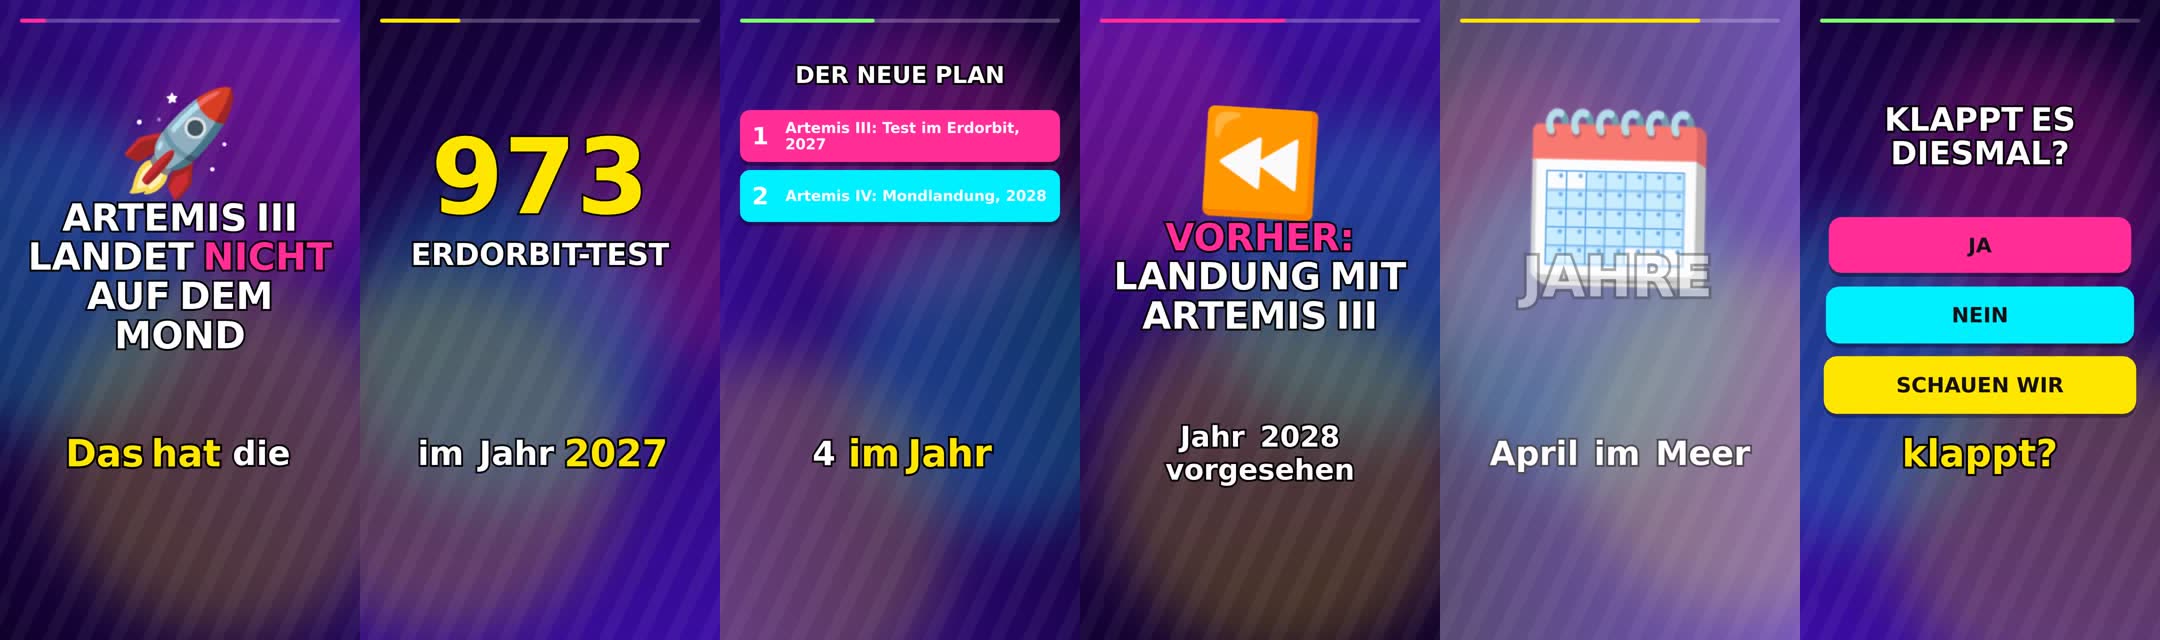 ARTEMIS III
LANDET NICHT
AUF DEM
MOND
Das hat die
973
ERDORBIT-TEST
im Jahr 2027
DER NEUE PLAN
1 Artemis III: Test im Erdorbit,
2027
2 Artemis IV: Mondlandung, 2028
4 im Jahr
VORHER:
LANDUNG MIT
ARTEMIS III
Jahr 2028
vorgesehen
JAHRE
April im Meer
KLAPPT ES
DIESMAL?
JA
NEIN
SCHAUEN WIR
klappt?